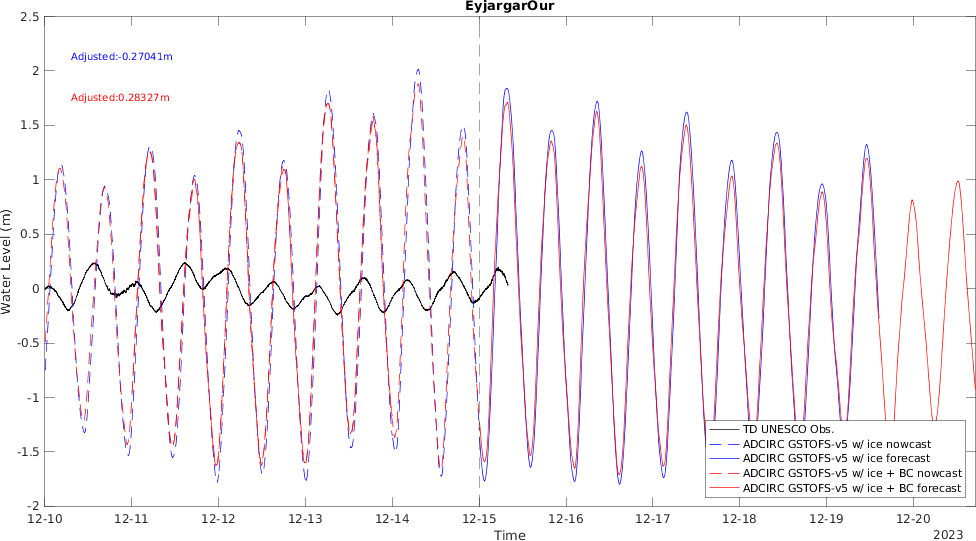 EyjargarOur
2.5
2
1.5
1
0.5
0
-0.5
-1
-1.5
-2
Water Level (m)
Adjusted:-0.27041m
Adjusted:0.28327m
TD UNESCO Obs.
ADCIRC GSTOFS-v5 w/ ice nowcast
ADCIRC GSTOFS-v5 w/ ice forecast
ADCIRC GSTOFS-v5 w/ ice + BC nowcast
ADCIRC GSTOFS-v5 w/ ice + BC forecast
12-10 12-11 12-12 12-13 12-14 12-15 12-16 12-17 12-18 12-19 12-20
Time
2023